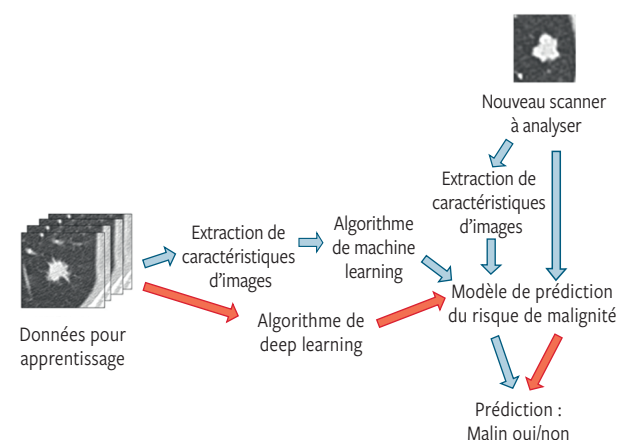 Nouveau scanner
à analyser
Extraction de
caractéristiques
d'images
Extraction de
caractéristiques
d'images
Algorithme
de machine
learning
Modèle de prédiction
du risque de malignité
Algorithme de
deep learning
Données pour
apprentissage
Prédiction :
Malin oui/non